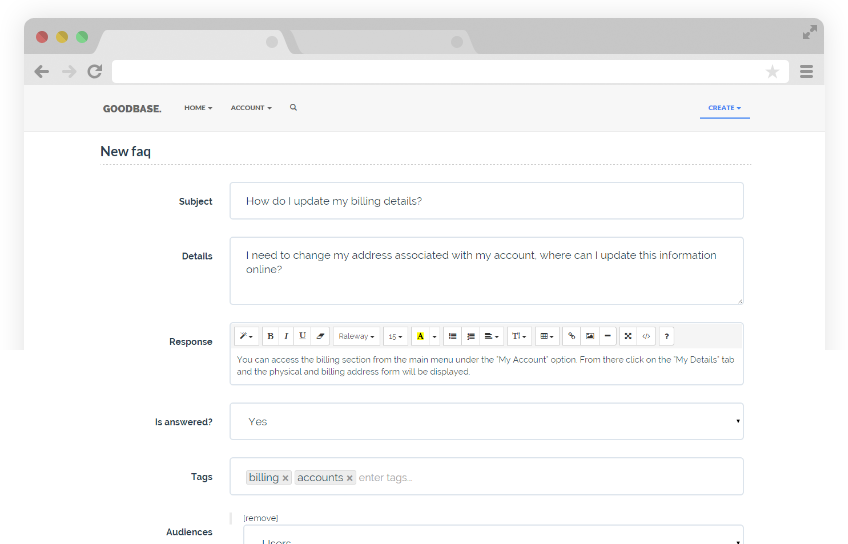 GOODBASE. HOME ACCOUNT CREATE
New faq
Subject How do I update my billing details?
Details I need to change my address associated with my account, where can I update this information
online?
B I U Raleway 15 A T! ?
Response
You can access the billing section from the main menu under the "My Account" option. From there click on the "My Details" tab
and the physical and billing address form will be displayed.
Is answered? Yes
Tags billing x accounts x enter tags...
[remove]
Audiences
Users